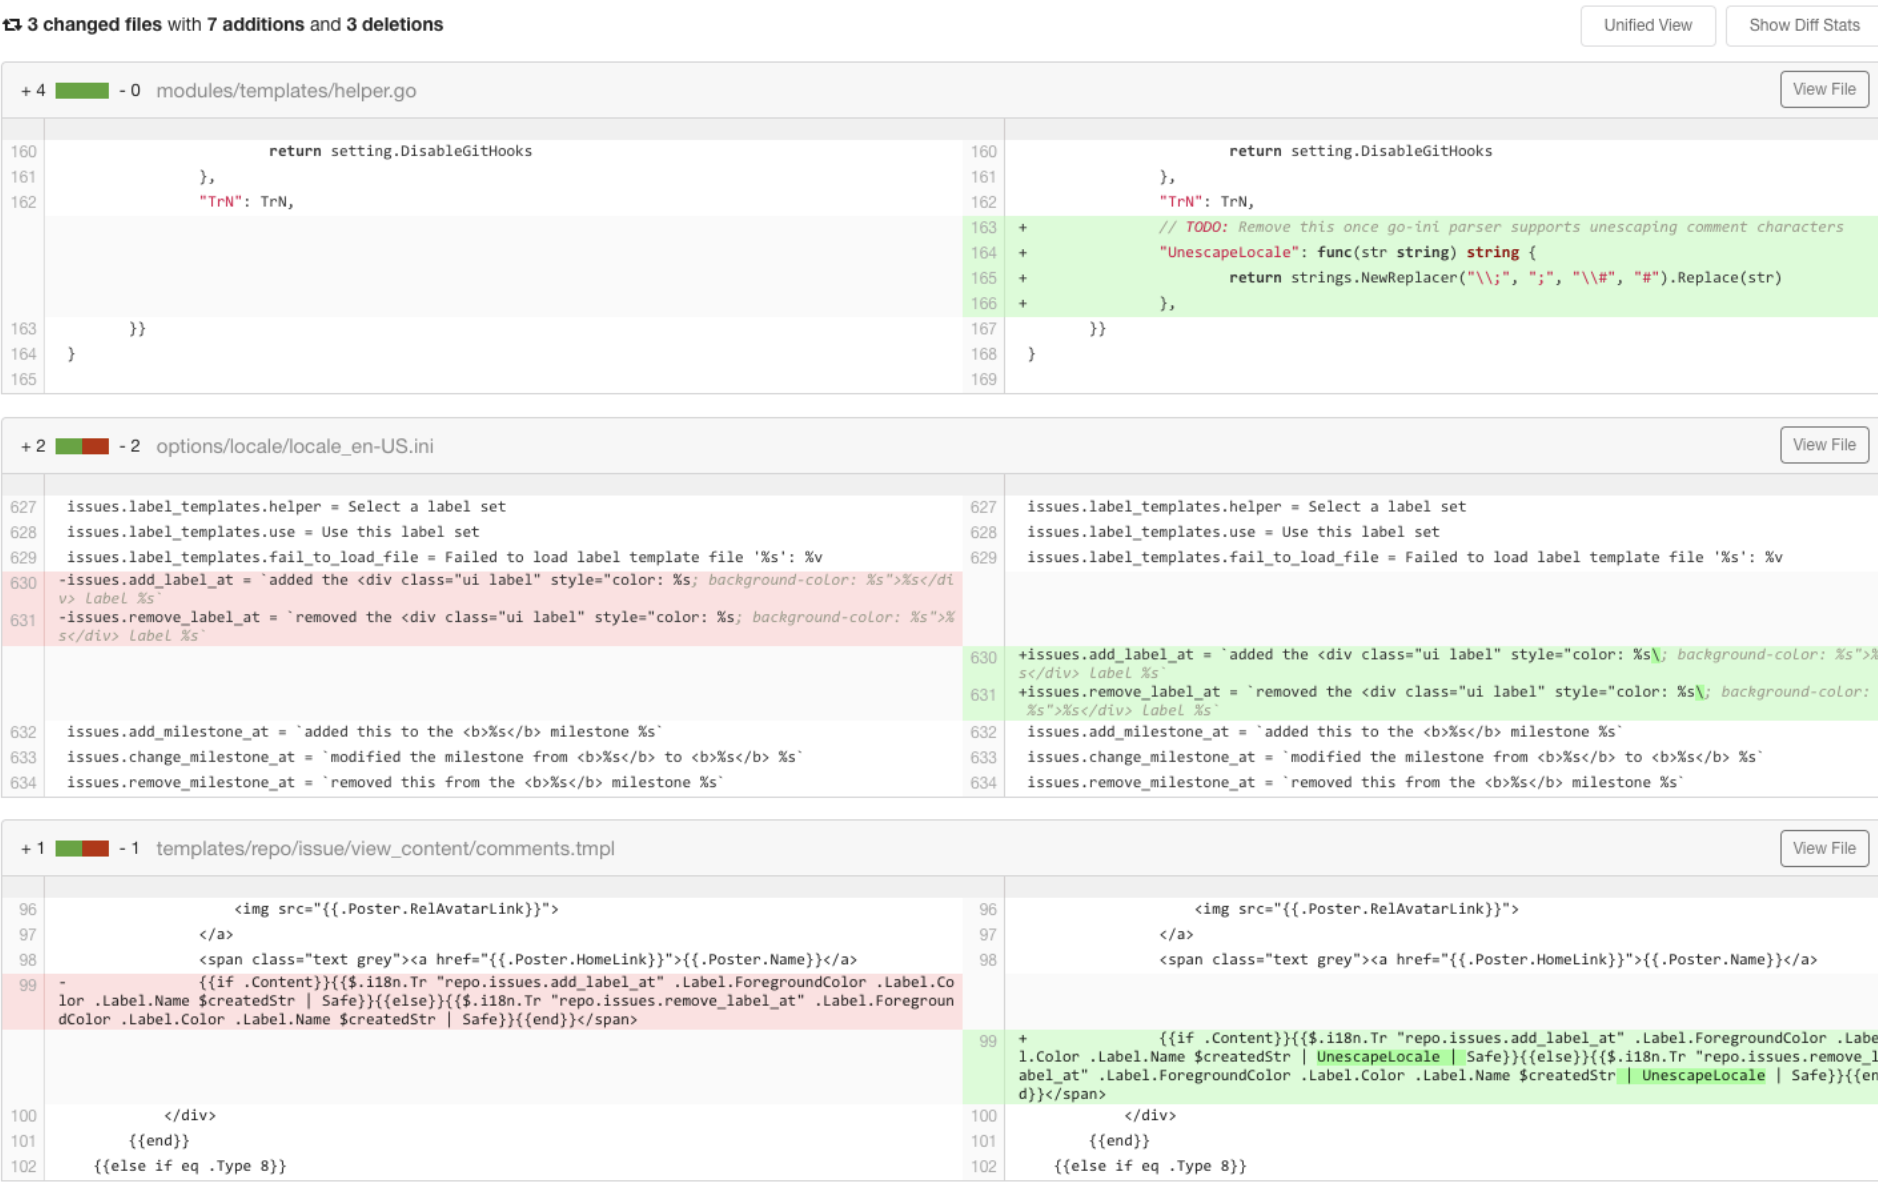 3 changed files with 7 additions and 3 deletions
Unified View
Show Diff Stats
+ 4 - 0 modules/templates/helper.go
View File
160 return setting.DisableGitHooks
161 },
162 "TrN": TrN,
163 }}
164 }
165
160 return setting.DisableGitHooks
161 },
162 "TrN": TrN,
163 + // TODO: Remove this once go-ini parser supports unescaping comment characters
164 + "UnescapeLocale": func(str string) string {
165 + return strings.NewReplacer("\\;", ";", "\\#", "#").Replace(str)
166 + },
167 }}
168 }
169
+ 2 - 2 options/locale/locale_en-US.ini
View File
627 issues.label_templates.helper = Select a label set
628 issues.label_templates.use = Use this label set
629 issues.label_templates.fail_to_load_file = Failed to load label template file '%s': %v
630 -issues.add_label_at = `added the <div class="ui label" style="color: %s; background-color: %s">%s</di
v> label %s`
631 -issues.remove_label_at = `removed the <div class="ui label" style="color: %s; background-color: %s">%
s</div> label %s`
632 issues.add_milestone_at = `added this to the <b>%s</b> milestone %s`
633 issues.change_milestone_at = `modified the milestone from <b>%s</b> to <b>%s</b> %s`
634 issues.remove_milestone_at = `removed this from the <b>%s</b> milestone %s`
627 issues.label_templates.helper = Select a label set
628 issues.label_templates.use = Use this label set
629 issues.label_templates.fail_to_load_file = Failed to load label template file '%s': %v
630 +issues.add_label_at = `added the <div class="ui label" style="color: %s\; background-color: %s">%
s</div> label %s`
631 +issues.remove_label_at = `removed the <div class="ui label" style="color: %s\; background-color:
%s">%s</div> label %s`
632 issues.add_milestone_at = `added this to the <b>%s</b> milestone %s`
633 issues.change_milestone_at = `modified the milestone from <b>%s</b> to <b>%s</b> %s`
634 issues.remove_milestone_at = `removed this from the <b>%s</b> milestone %s`
+ 1 - 1 templates/repo/issue/view_content/comments.tmpl
View File
96 <img src="{{.Poster.RelAvatarLink}}">
97 </a>
98 <span class="text grey"><a href="{{.Poster.HomeLink}}">{{.Poster.Name}}</a>
99 - {{if .Content}}{{$.i18n.Tr "repo.issues.add_label_at" .Label.ForegroundColor .Label.Co
lor .Label.Name $createdStr | Safe}}{{else}}{{$.i18n.Tr "repo.issues.remove_label_at" .Label.Foregroun
dColor .Label.Color .Label.Name $createdStr | Safe}}{{end}}</span>
100 </div>
101 {{end}}
102 {{else if eq .Type 8}}
96 <img src="{{.Poster.RelAvatarLink}}">
97 </a>
98 <span class="text grey"><a href="{{.Poster.HomeLink}}">{{.Poster.Name}}</a>
99 + {{if .Content}}{{$.i18n.Tr "repo.issues.add_label_at" .Label.ForegroundColor .Labe
l.Color .Label.Name $createdStr | UnescapeLocale | Safe}}{{else}}{{$.i18n.Tr "repo.issues.remove_l
abel_at" .Label.ForegroundColor .Label.Color .Label.Name $createdStr | UnescapeLocale | Safe}}{{en
d}}</span>
100 </div>
101 {{end}}
102 {{else if eq .Type 8}}